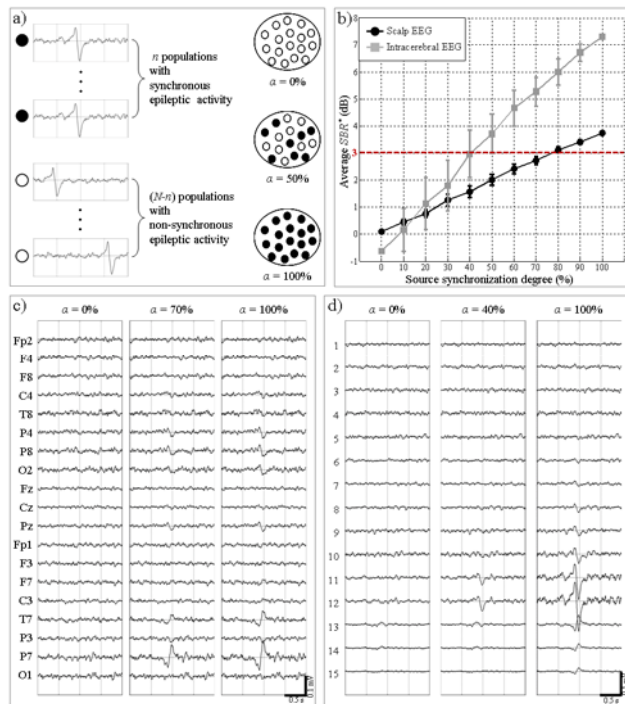 a)
n populations
with
synchronous
epileptic activity
(N-n) populations
with
non-synchronous
epileptic activity
α= 0%
α= 50%
α= 100%
b)
Scalp EEG
Intracerebral EEG
Average SBR* (dB)
8
7
6
5
4
3
2
1
0
-1
0 10 20 30 40 50 60 70 80 90 100
Source synchronization degree (%)
c)
α = 0% α = 70% α = 100%
Fp2
F4
F8
C4
T8
P4
P8
O2
Fz
Cz
Pz
Fp1
F3
F7
C3
T7
P3
P7
O1
0.1 mV
0.5 s
d)
α = 0% α = 40% α = 100%
1
2
3
4
5
6
7
8
9
10
11
12
13
14
15
0.5 s